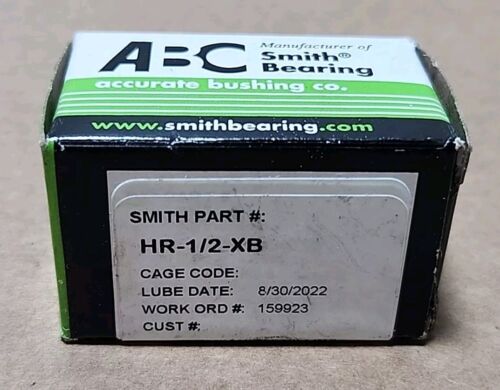 ABC Manufacturer of
Smith®
Bearing
accurate bushing co.
www.smithbearing.com
SMITH PART #:
HR-1/2-XB
CAGE CODE:
LUBE DATE: 8/30/2022
WORK ORD #: 159923
CUST #: